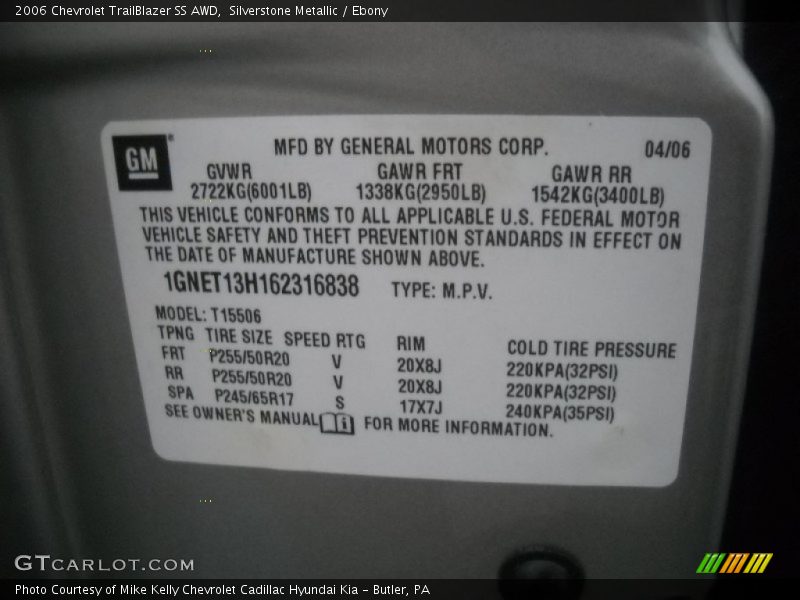 2006 Chevrolet TrailBlazer SS AWD, Silverstone Metallic / Ebony
GM
MFD BY GENERAL MOTORS CORP. 04/06
GVWR GAWR FRT GAWR RR
2722KG(6001LB) 1338KG(2950LB) 1542KG(3400LB)
THIS VEHICLE CONFORMS TO ALL APPLICABLE U.S. FEDERAL MOTOR
VEHICLE SAFETY AND THEFT PREVENTION STANDARDS IN EFFECT ON
THE DATE OF MANUFACTURE SHOWN ABOVE.
1GNET13H162316838 TYPE: M.P.V.
MODEL: T15506
TPNG TIRE SIZE SPEED RTG RIM COLD TIRE PRESSURE
FRT P255/50R20 V 20X8J 220KPA(32PSI)
RR P255/50R20 V 20X8J 220KPA(32PSI)
SPA P245/65R17 S 17X7J 240KPA(35PSI)
SEE OWNER'S MANUAL FOR MORE INFORMATION.
GTCARLOT.COM
Photo Courtesy of Mike Kelly Chevrolet Cadillac Hyundai Kia – Butler, PA